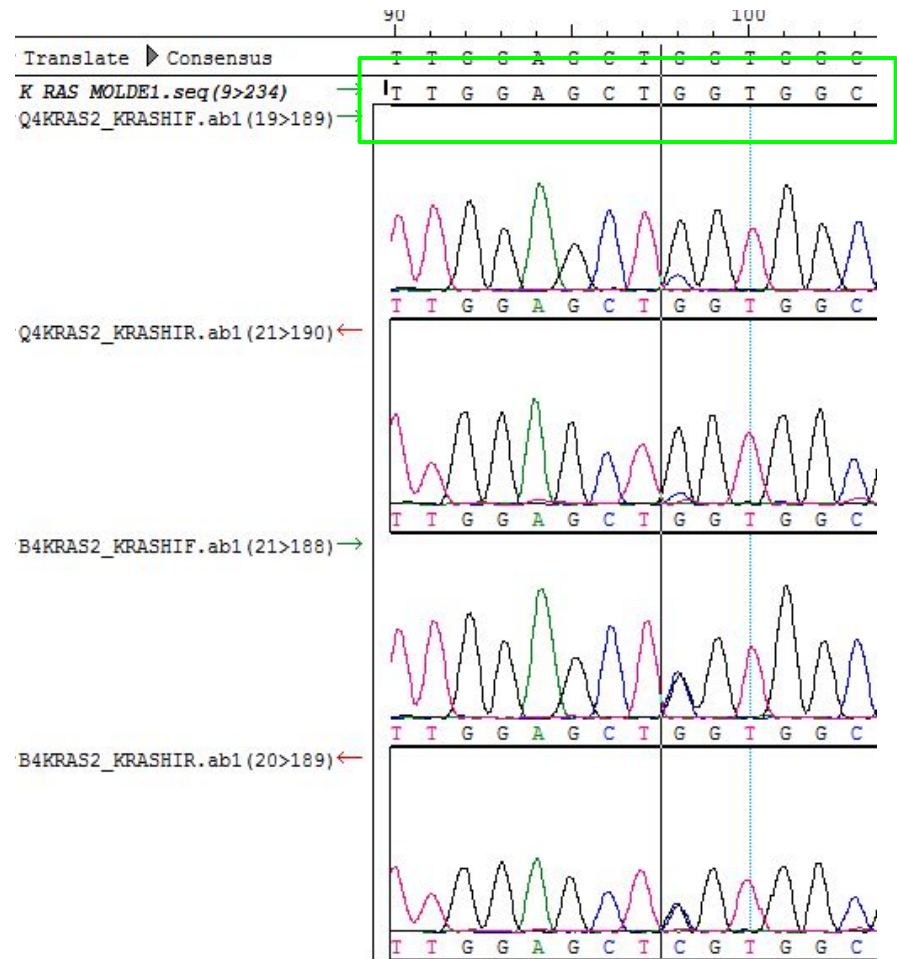 90 100
Translate Consensus T T G G A G C T G G T G G C
K RAS MOLDE1.seq(9>234) T T G G A G C T G G T G G C
Q4KRAS2_KRASHIF.ab1(19>189)
T T G G A G C T G G T G G C
Q4KRAS2_KRASHIR.ab1(21>190)
T T G G A G C T G G T G G C
B4KRAS2_KRASHIF.ab1(21>188)
T T G G A G C T G G T G G C
B4KRAS2_KRASHIR.ab1(20>189)
T T G G A G C T C G T G G C